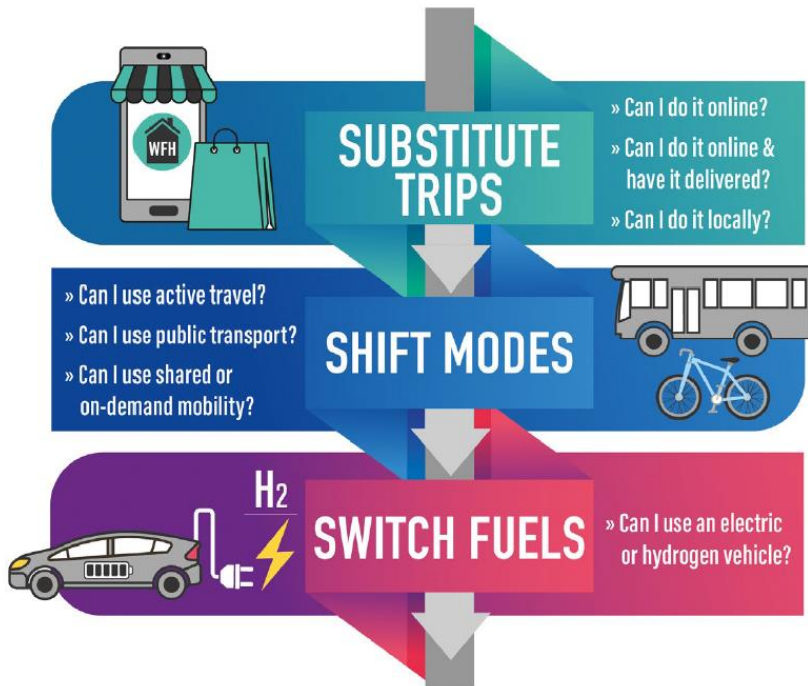 WFH
SUBSTITUTE
TRIPS
» Can I do it online?
» Can I do it online &
have it delivered?
» Can I do it locally?
» Can I use active travel?
» Can I use public transport?
» Can I use shared or
on-demand mobility?
SHIFT MODES
H2
SWITCH FUELS
» Can I use an electric
or hydrogen vehicle?